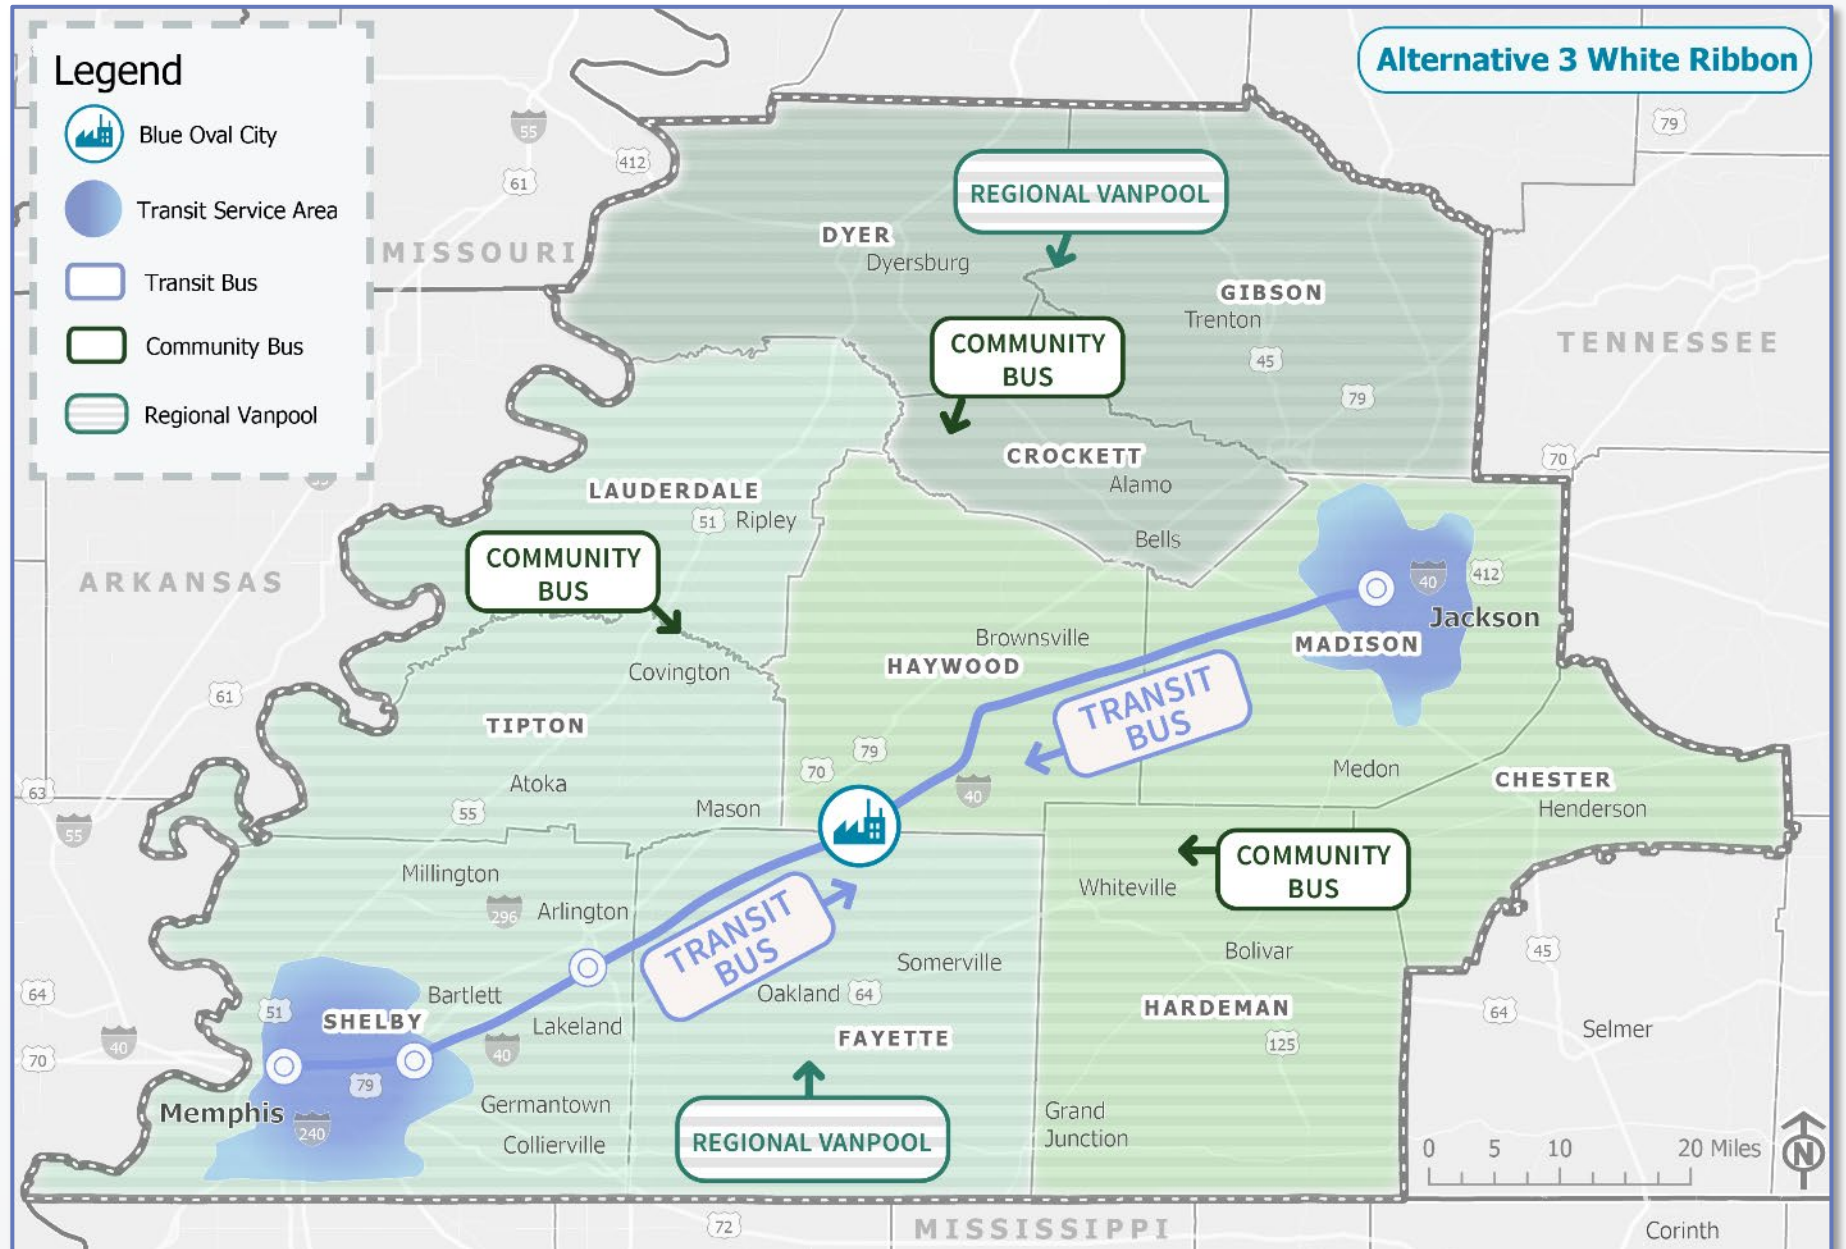 Legend
Blue Oval City
Transit Service Area
Transit Bus
Community Bus
Regional Vanpool
Alternative 3 White Ribbon
55
412
61
79
MISSOURI
REGIONAL VANPOOL
DYER
Dyersburg
GIBSON
Trenton
45
TENNESSEE
COMMUNITY
BUS
79
CROCKETT
Alamo
70
LAUDERDALE
51
Ripley
Bells
COMMUNITY
BUS
ARKANSAS
40
412
Jackson
MADISON
Brownsville
HAYWOOD
Covington
61
TIPTON
TRANSIT
BUS
79
70
40
Medon
CHESTER
Henderson
Atoka
55
Mason
63
55
COMMUNITY
BUS
Whiteville
Millington
296
Arlington
TRANSIT
BUS
Somerville
Bolivar
45
64
Bartlett
Oakland
64
51
SHELBY
Lakeland
HARDEMAN
64
Selmer
40
70
40
FAYETTE
125
79
Memphis
240
Germantown
Collierville
REGIONAL VANPOOL
Grand
Junction
0 5 10 20 Miles
N
72
MISSISSIPPI
Corinth